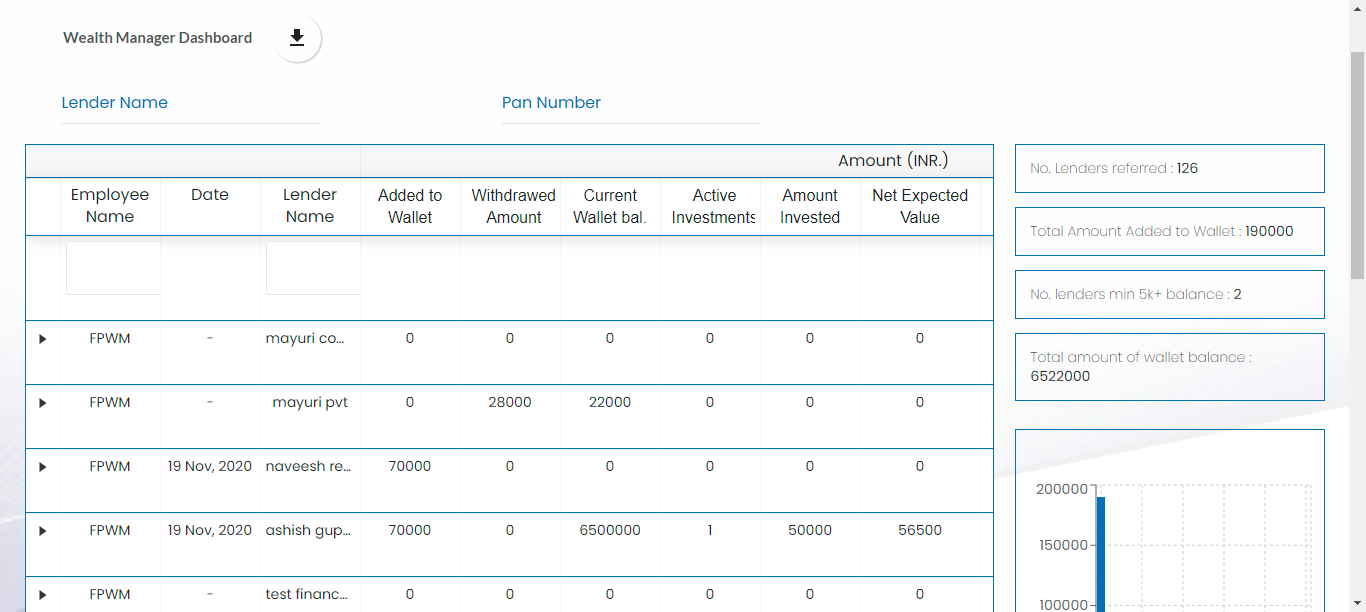 Wealth Manager Dashboard
Lender Name Pan Number
Amount (INR.)
Employee Name Date Lender Name Added to Wallet Withdrawed Amount Current Wallet bal. Active Investments Amount Invested Net Expected Value
FPWM - mayuri co... 0 0 0 0 0 0
FPWM - mayuri pvt 0 28000 22000 0 0 0
FPWM 19 Nov, 2020 naveesh re... 70000 0 0 0 0 0
FPWM 19 Nov, 2020 ashish gup... 70000 0 6500000 1 50000 56500
FPWM - test financ... 0 0 0 0 0 0
No. Lenders referred : 126
Total Amount Added to Wallet : 190000
No. lenders min 5k+ balance : 2
Total amount of wallet balance :
6522000
200000
150000
100000